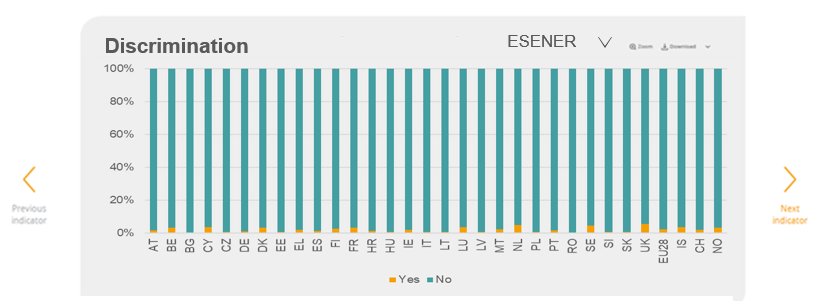 Discrimination
ESENER
Zoom
Download
100%
80%
60%
40%
20%
0%
AT BE BG CY CZ DE DK EE EL ES FI FR HR HU IE IT LT LU LV MT NL PL PT RO SE SI SK UK EU28 IS CH NO
Yes No
Previous
indicator
Next
indicator